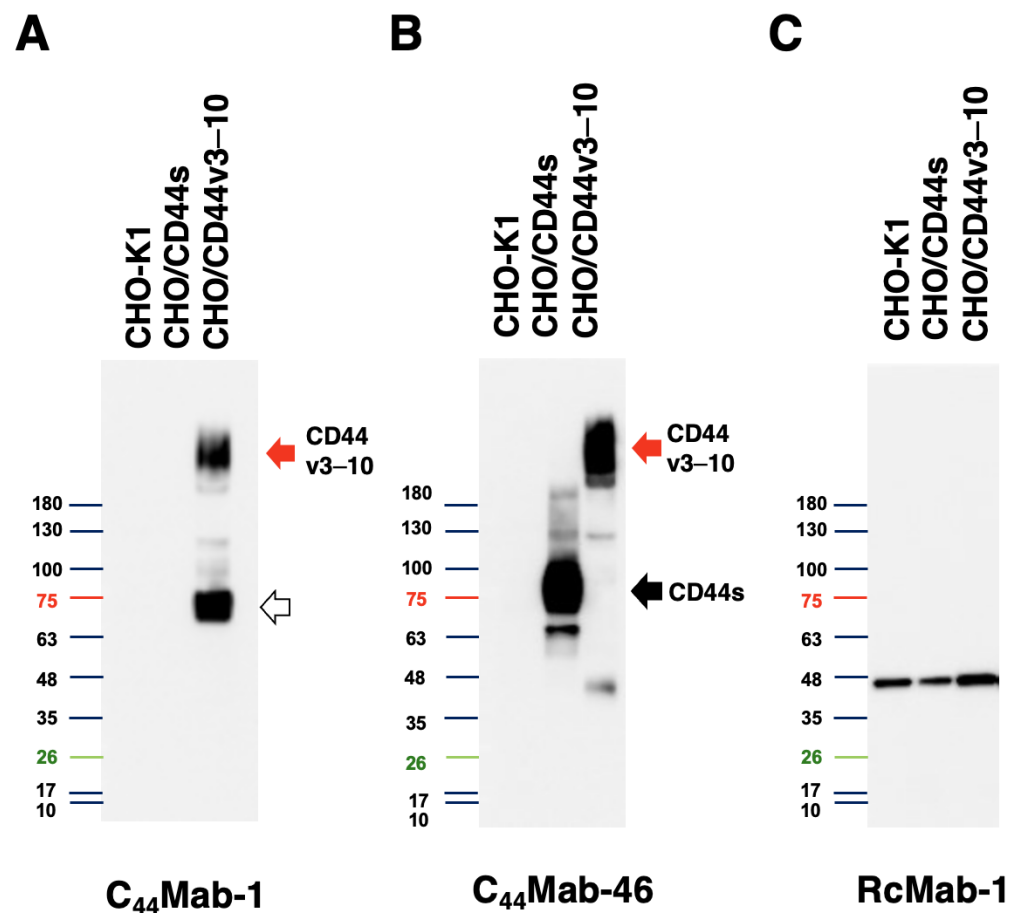 A
B
C
CHO-K1
CHO/CD44s
CHO/CD44v3–10
CHO-K1
CHO/CD44s
CHO/CD44v3–10
CHO-K1
CHO/CD44s
CHO/CD44v3–10
180
130
100
75
63
48
35
26
17
10
CD44
v3–10
C₄₄Mab-1
180
130
100
75
63
48
35
26
17
10
CD44
v3–10
CD44s
C₄₄Mab-46
180
130
100
75
63
48
35
26
17
10
RcMab-1